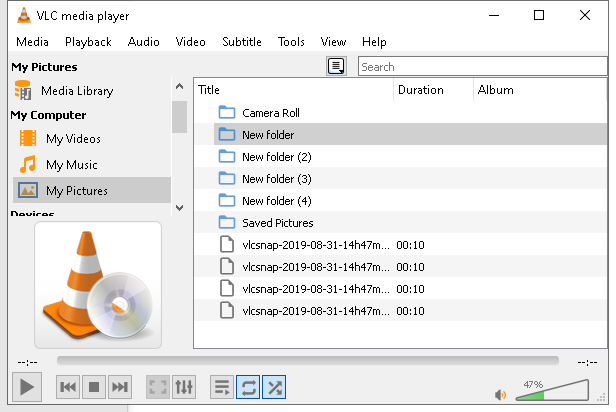 VLC media player
Media Playback Audio Video Subtitle Tools View Help
My Pictures
Search
Media Library
My Computer
My Videos
My Music
My Pictures
Devices
Title Duration Album
Camera Roll
New folder
New folder (2)
New folder (3)
New folder (4)
Saved Pictures
vlcsnap-2019-08-31-14h47m... 00:10
vlcsnap-2019-08-31-14h47m... 00:10
vlcsnap-2019-08-31-14h47m... 00:10
vlcsnap-2019-08-31-14h47m... 00:10
--:-- --:--
47%